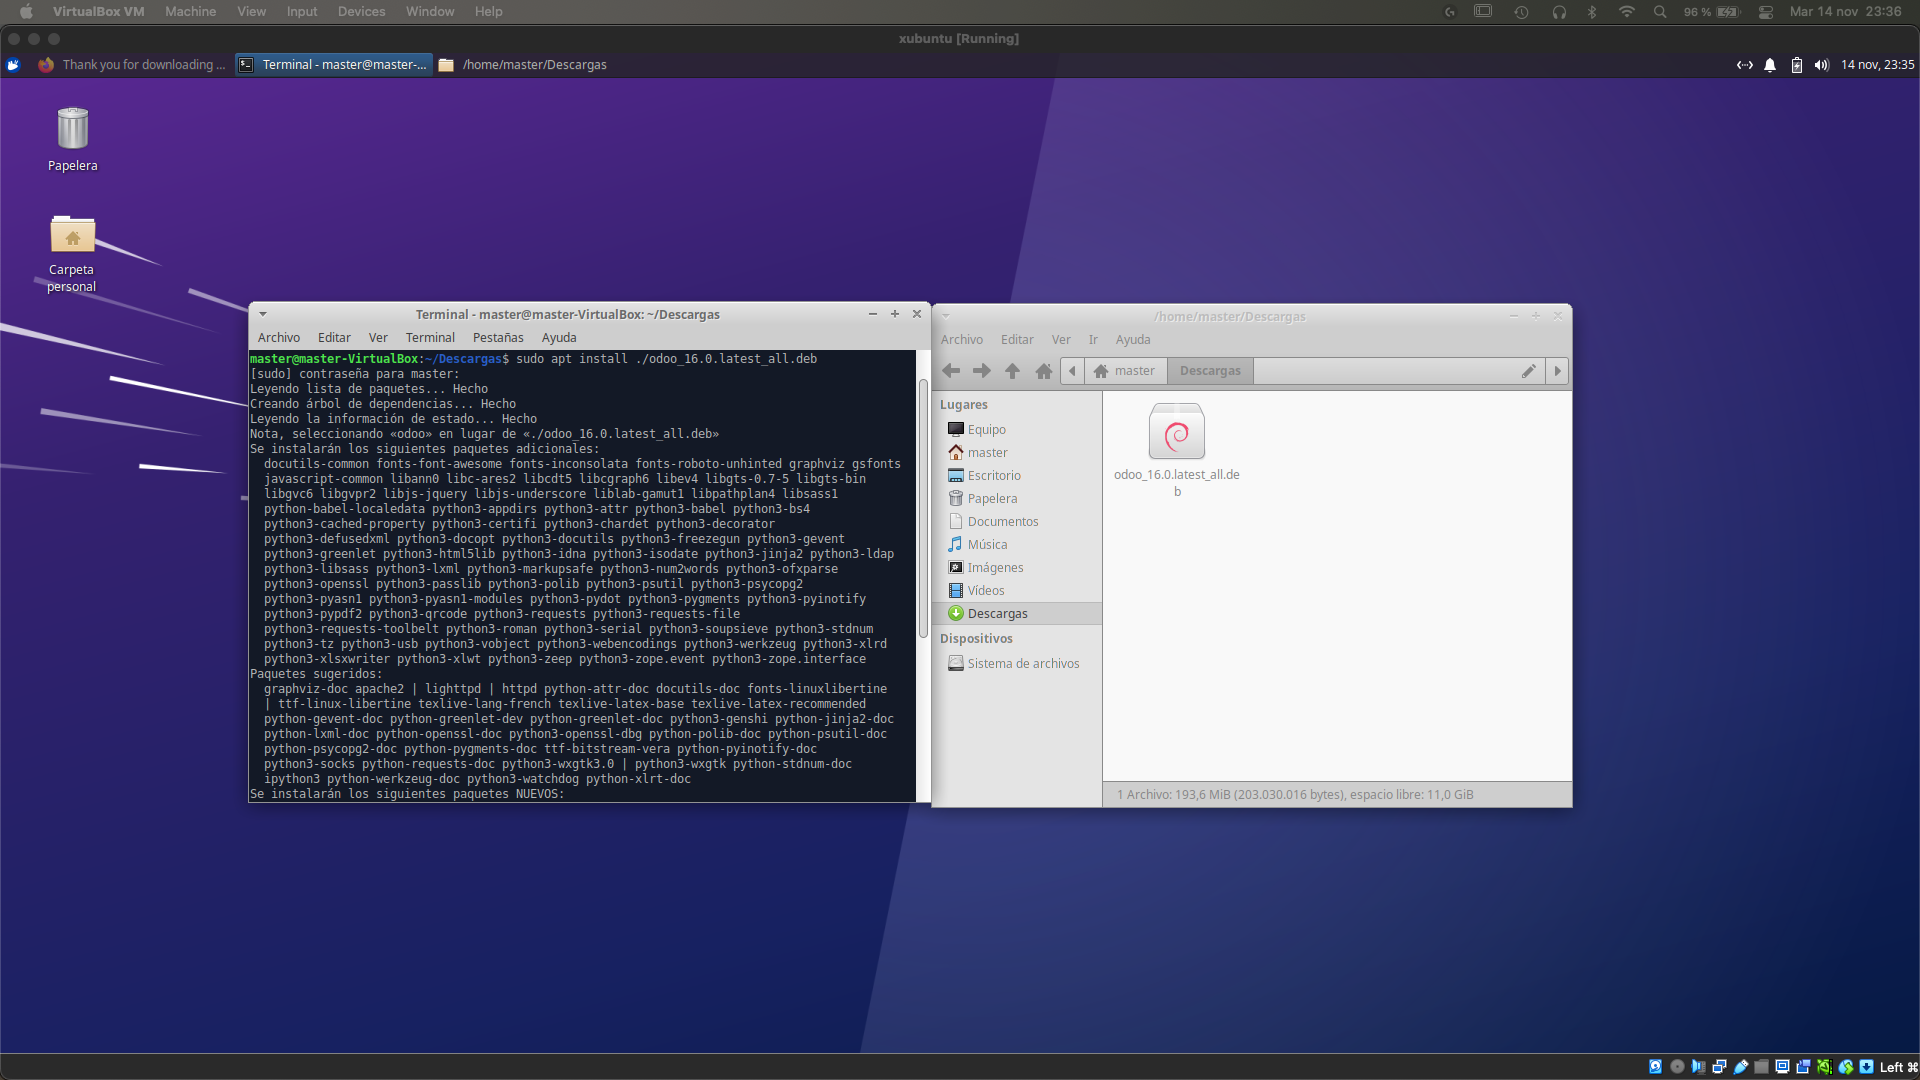 VirtualBox VM Machine View Input Devices Window Help 96 % Mar 14 nov 23:36
xubuntu [Running]
Thank you for downloading ... Terminal - master@master-... /home/master/Descargas 14 nov, 23:35
Papelera
Carpeta
personal
Terminal - master@master-VirtualBox: ~/Descargas
Archivo Editar Ver Terminal Pestañas Ayuda
master@master-VirtualBox:~/Descargas$ sudo apt install ./odoo_16.0.latest_all.deb
[sudo] contraseña para master:
Leyendo lista de paquetes... Hecho
Creando árbol de dependencias... Hecho
Leyendo la información de estado... Hecho
Nota, seleccionando «odoo» en lugar de «./odoo_16.0.latest_all.deb»
Se instalarán los siguientes paquetes adicionales:
docutils-common fonts-font-awesome fonts-inconsolata fonts-roboto-unhinted graphviz gsfonts
javascript-common libann0 libc-ares2 libcdt5 libcgraph6 libev4 libgts-0.7-5 libgts-bin
libgvc6 libgvpr2 libjs-jquery libjs-underscore liblab-gamut1 libpathplan4 libsass1
python-babel-localedata python3-appdirs python3-attr python3-babel python3-bs4
python3-cached-property python3-certifi python3-chardet python3-decorator
python3-defusedxml python3-docopt python3-docutils python3-freezegun python3-gevent
python3-greenlet python3-html5lib python3-idna python3-isodate python3-jinja2 python3-ldap
python3-libsass python3-lxml python3-markupsafe python3-num2words python3-ofxparse
python3-openssl python3-passlib python3-polib python3-psutil python3-psycopg2
python3-pyasn1 python3-pyasn1-modules python3-pydot python3-pygments python3-pyinotify
python3-pypdf2 python3-qrcode python3-requests python3-requests-file
python3-requests-toolbelt python3-roman python3-serial python3-soupsieve python3-stdnum
python3-tz python3-usb python3-vobject python3-webencodings python3-werkzeug python3-xlrd
python3-xlsxwriter python3-xlwt python3-zeep python3-zope.event python3-zope.interface
Paquetes sugeridos:
graphviz-doc apache2 | lighttpd | httpd python-attr-doc docutils-doc fonts-linuxlibertine
| ttf-linux-libertine texlive-lang-french texlive-latex-base texlive-latex-recommended
python-gevent-doc python-greenlet-dev python-greenlet-doc python3-genshi python-jinja2-doc
python-lxml-doc python-openssl-doc python3-openssl-dbg python-polib-doc python-psutil-doc
python-psycopg2-doc python-pygments-doc ttf-bitstream-vera python-pyinotify-doc
python3-socks python-requests-doc python3-wxgtk3.0 | python3-wxgtk python-stdnum-doc
ipython3 python-werkzeug-doc python3-watchdog python-xlrt-doc
Se instalarán los siguientes paquetes NUEVOS:
/home/master/Descargas
Archivo Editar Ver Ir Ayuda
master Descargas
Lugares
Equipo
master
Escritorio
Papelera
Documentos
Música
Imágenes
Vídeos
Descargas
Dispositivos
Sistema de archivos
odoo_16.0.latest_all.de
b
1 Archivo: 193,6 MiB (203.030.016 bytes), espacio libre: 11,0 GiB
Left ⌘